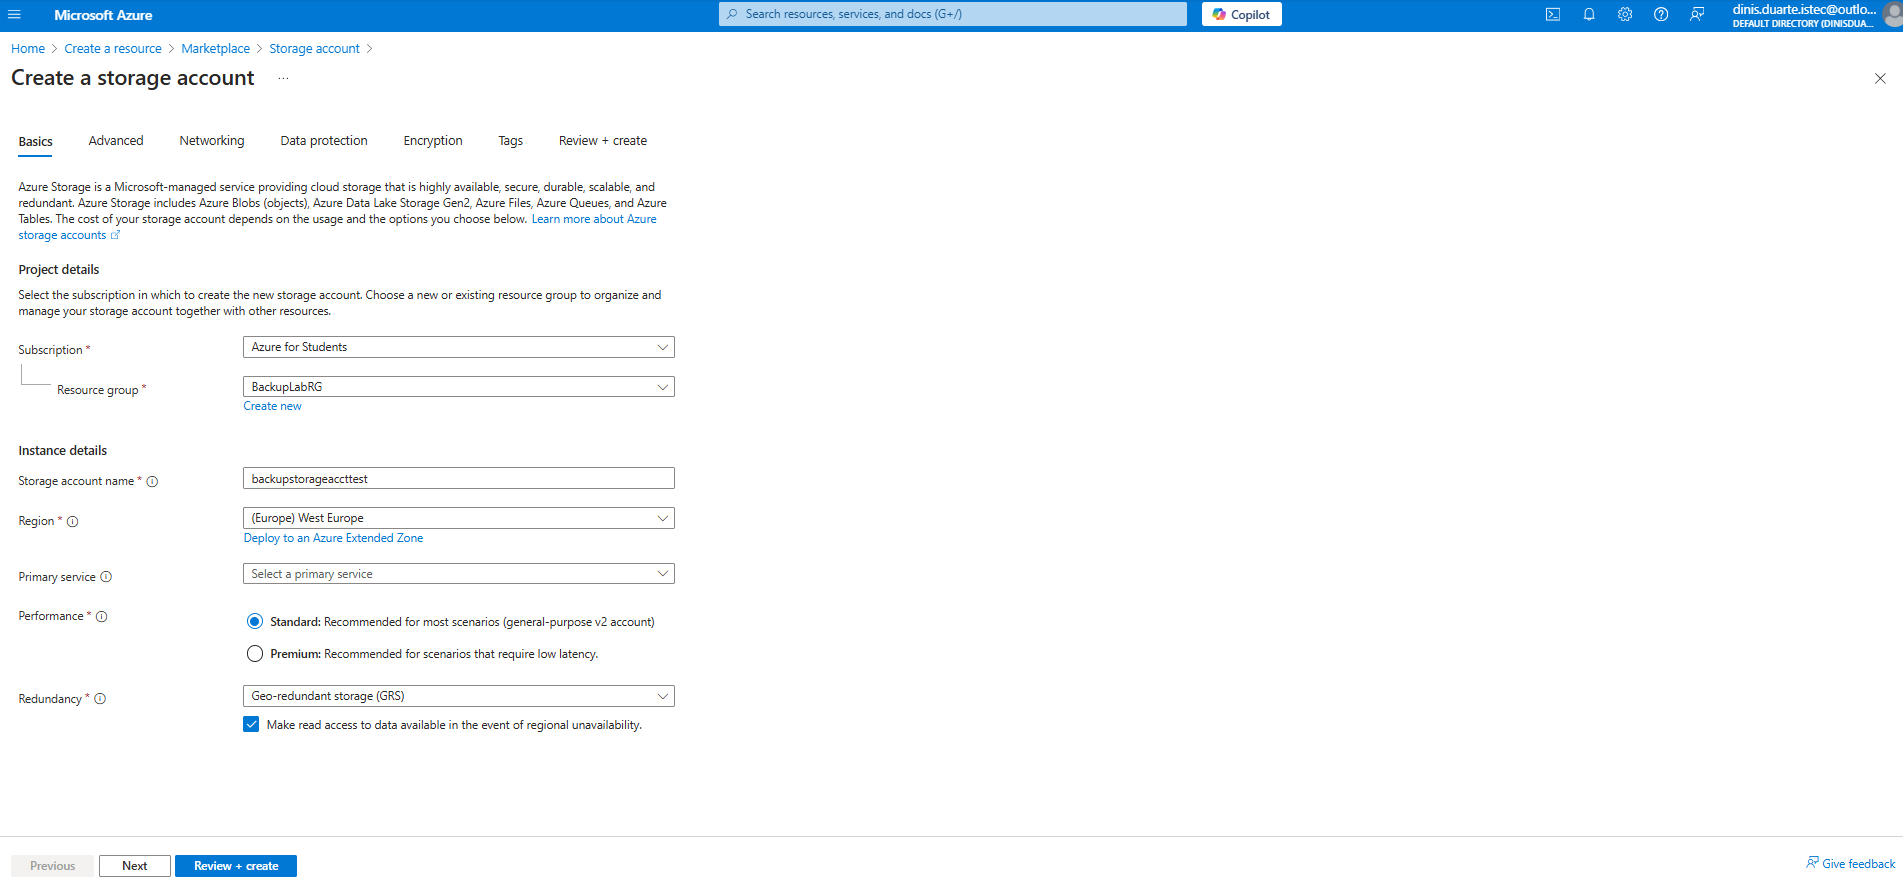 Microsoft Azure
Search resources, services, and docs (G+/)
Copilot
dinis.duarte.istec@outlo...
DEFAULT DIRECTORY (DINISDUA...
Home > Create a resource > Marketplace > Storage account >
Create a storage account ...
Basics Advanced Networking Data protection Encryption Tags Review + create
Azure Storage is a Microsoft-managed service providing cloud storage that is highly available, secure, durable, scalable, and
redundant. Azure Storage includes Azure Blobs (objects), Azure Data Lake Storage Gen2, Azure Files, Azure Queues, and Azure
Tables. The cost of your storage account depends on the usage and the options you choose below. Learn more about Azure
storage accounts
Project details
Select the subscription in which to create the new storage account. Choose a new or existing resource group to organize and
manage your storage account together with other resources.
Subscription * Azure for Students
Resource group * BackupLabRG
Create new
Instance details
Storage account name * backupstorageaccttest
Region * (Europe) West Europe
Deploy to an Azure Extended Zone
Primary service Select a primary service
Performance * Standard: Recommended for most scenarios (general-purpose v2 account)
Premium: Recommended for scenarios that require low latency.
Redundancy * Geo-redundant storage (GRS)
Make read access to data available in the event of regional unavailability.
Previous Next Review + create Give feedback